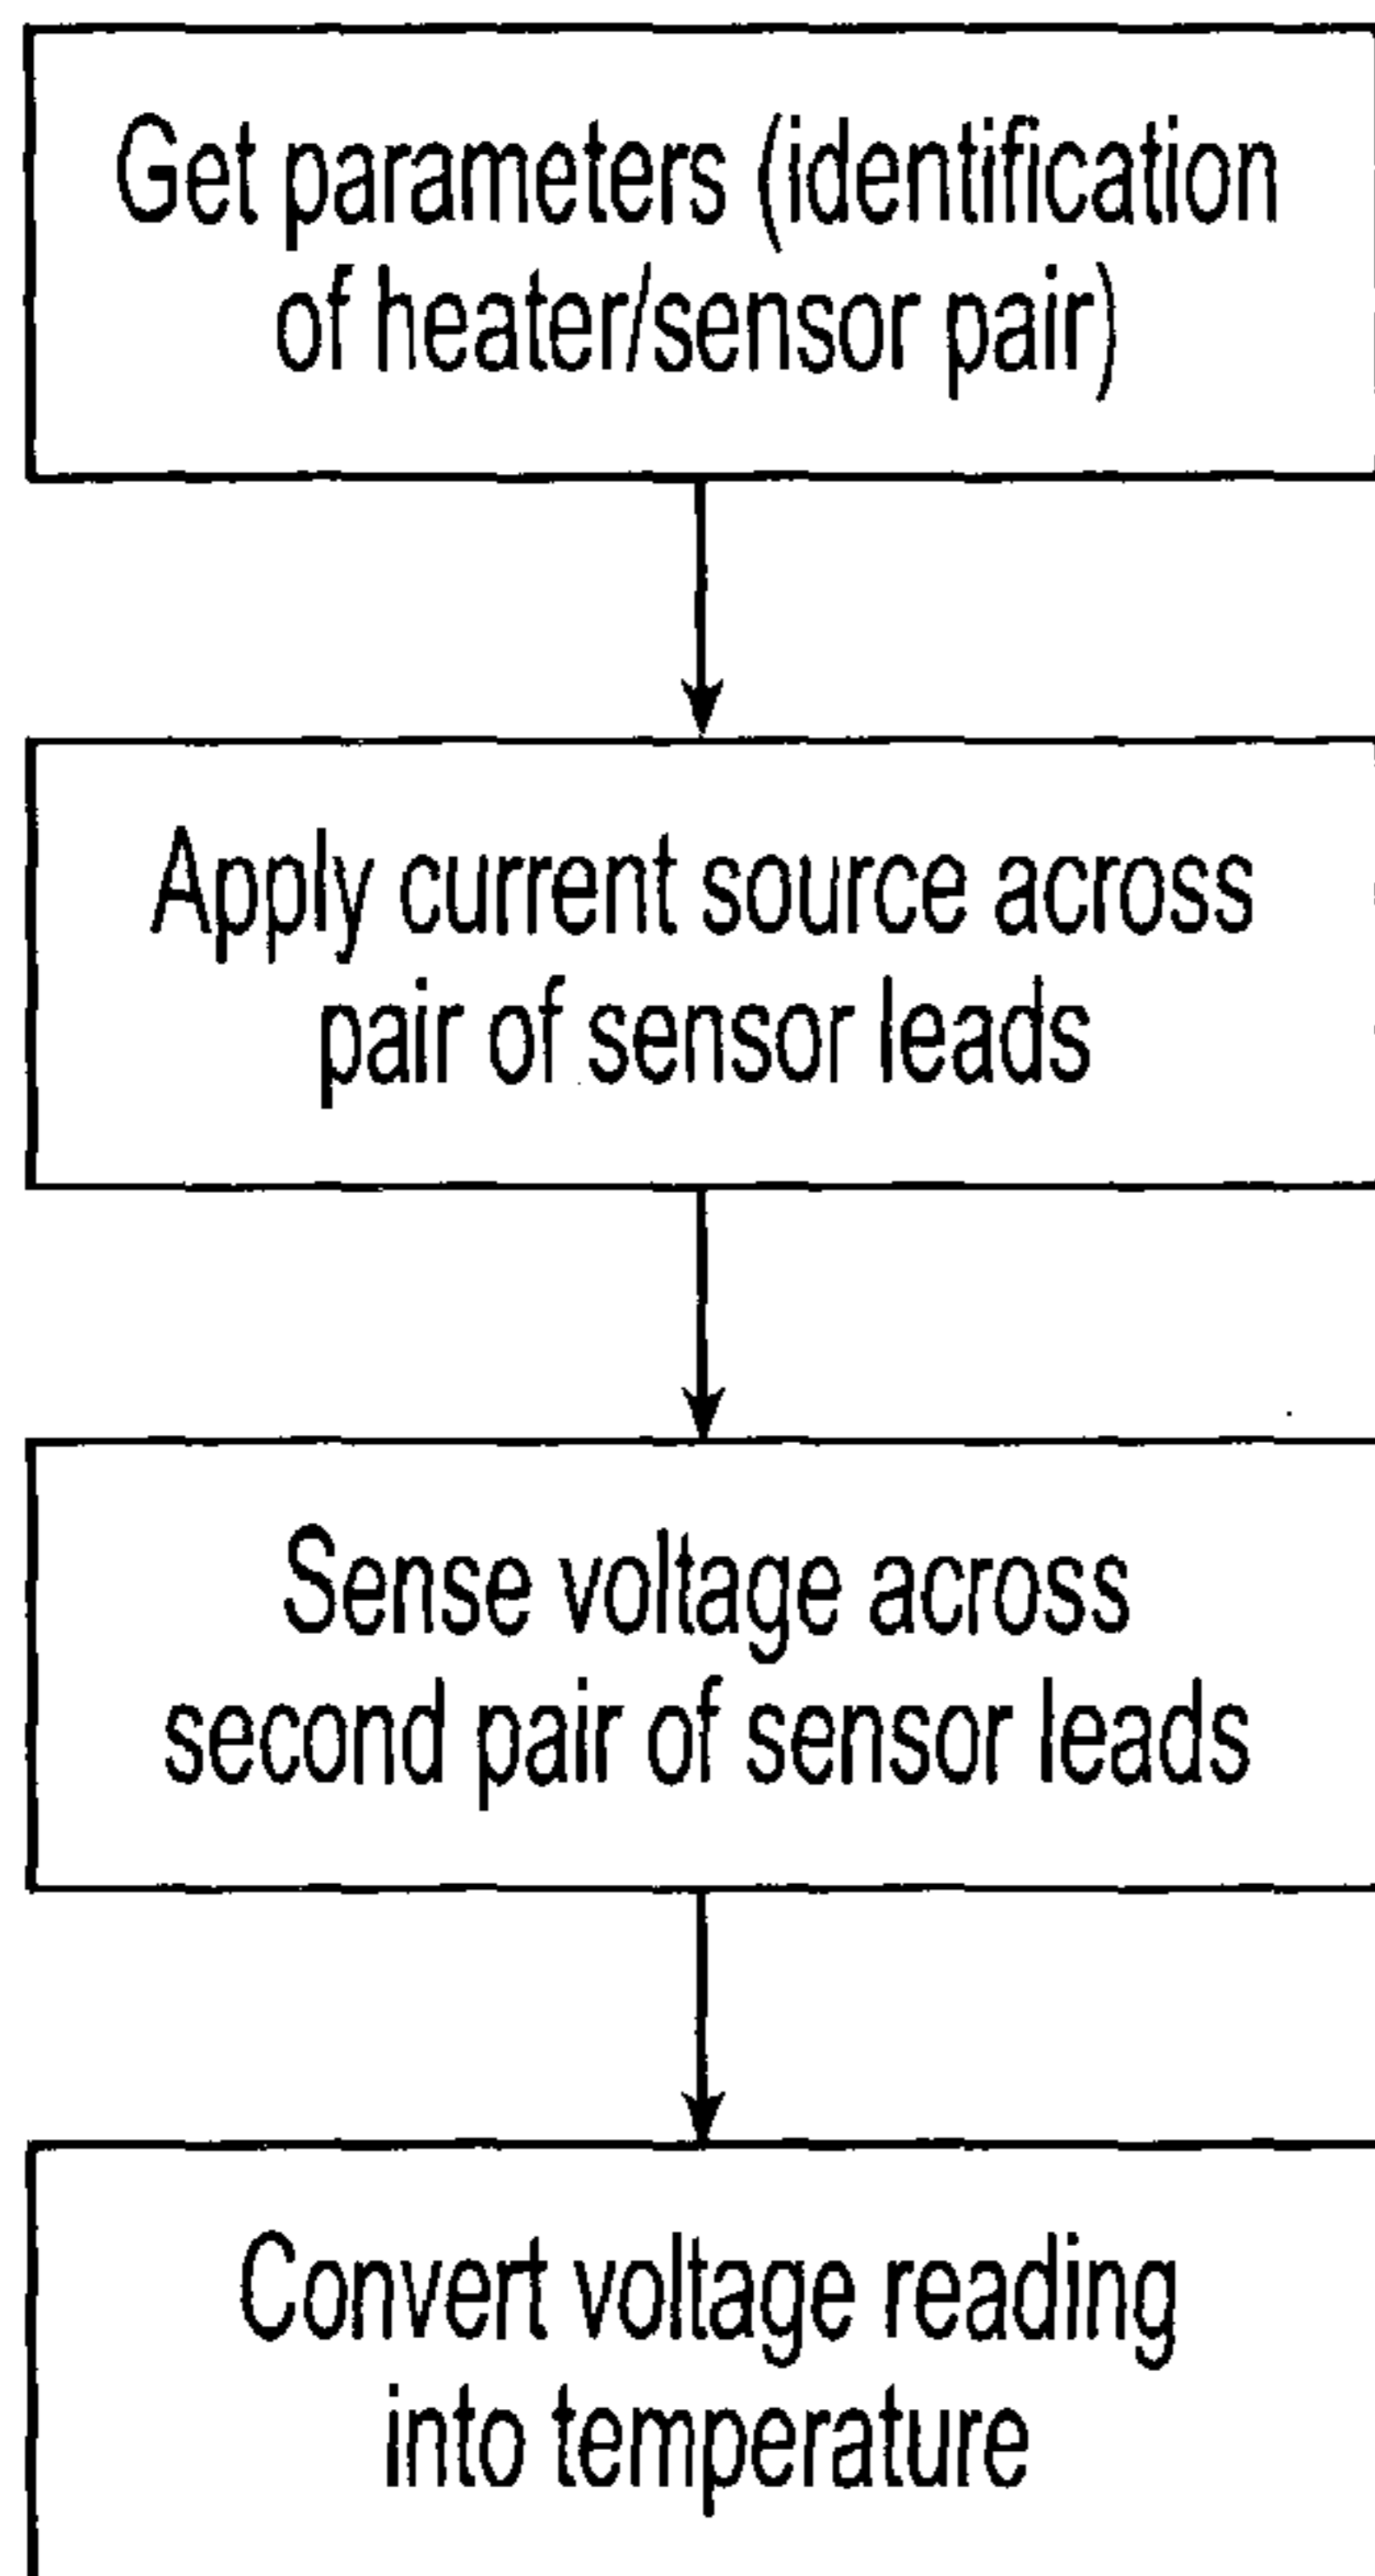 Get parameters (identification
of heater/sensor pair)
Apply current source across
pair of sensor leads
Sense voltage across
second pair of sensor leads
Convert voltage reading
into temperature